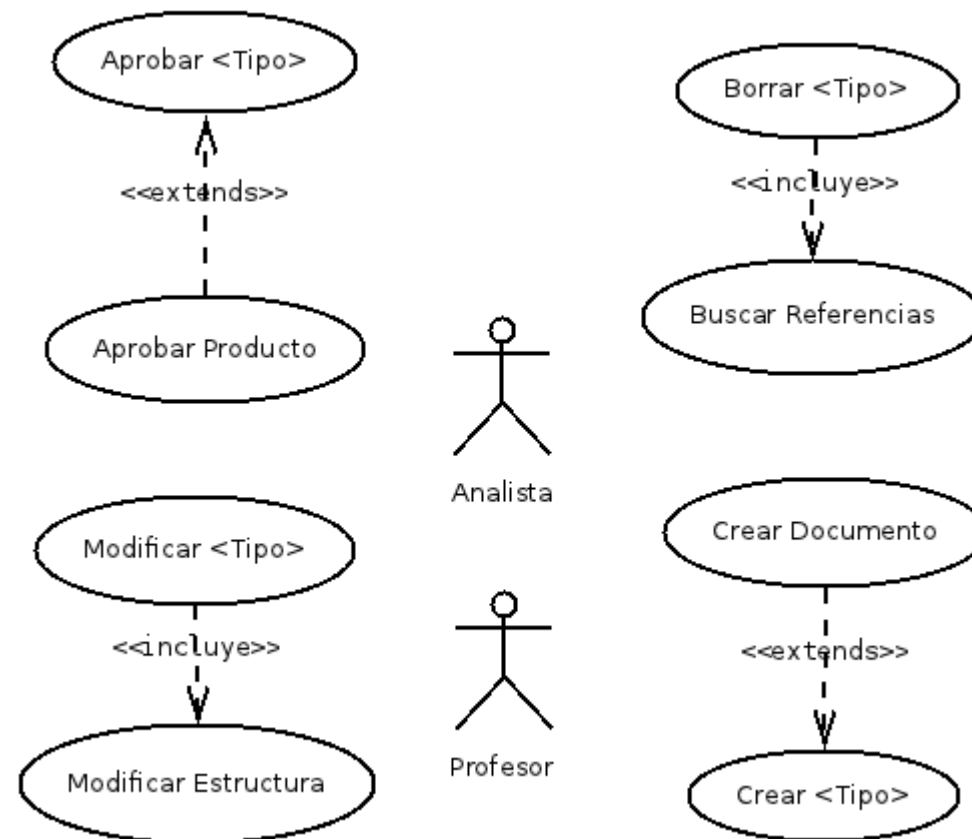 Aprobar <Tipo>
Borrar <Tipo>
<<extends>>
<<incluye>>
Aprobar Producto
Buscar Referencias
Analista
Modificar <Tipo>
Crear Documento
<<incluye>>
<<extends>>
Profesor
Modificar Estructura
Crear <Tipo>